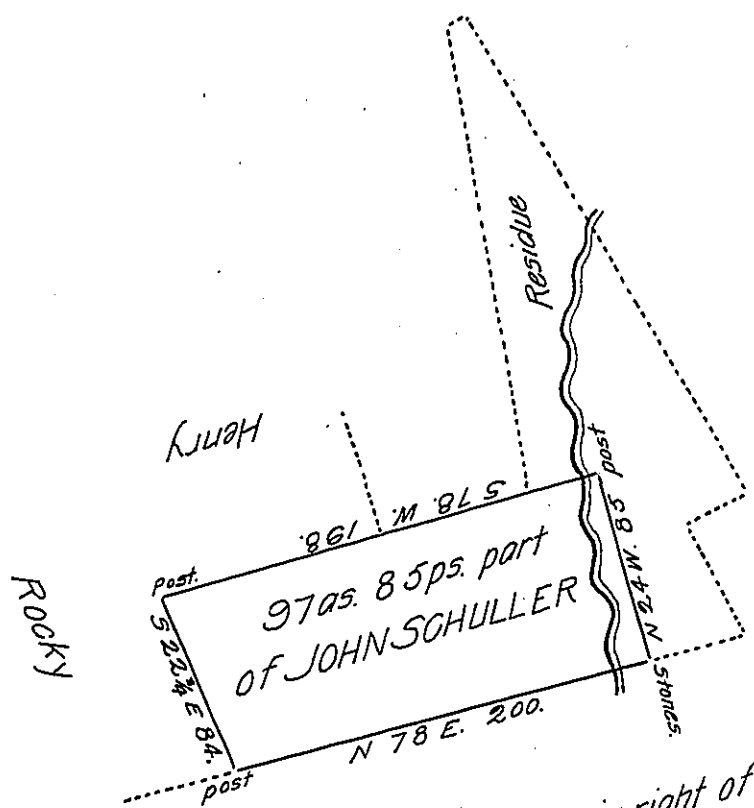 Residue
Henry
post
S 78. W. 198.
N 24 W. 83
Post.
Rocky
97as. 85ps. part
of JOHN SCHULLER
S 22¾ E 84.
N 78 E. 200.
Stones.
post
right of